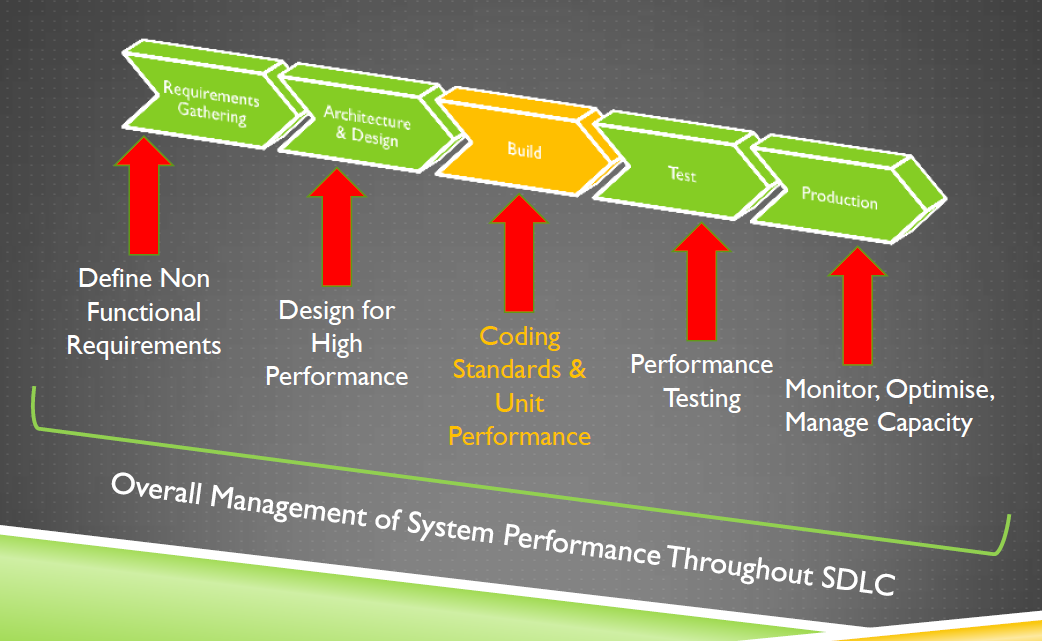 Requirements
Gathering
Architecture
& Design
Build
Test
Production
Define Non
Functional
Requirements
Design for
High
Performance
Coding
Standards &
Unit
Performance
Performance
Testing
Monitor, Optimise,
Manage Capacity
Overall Management of System Performance Throughout SDLC